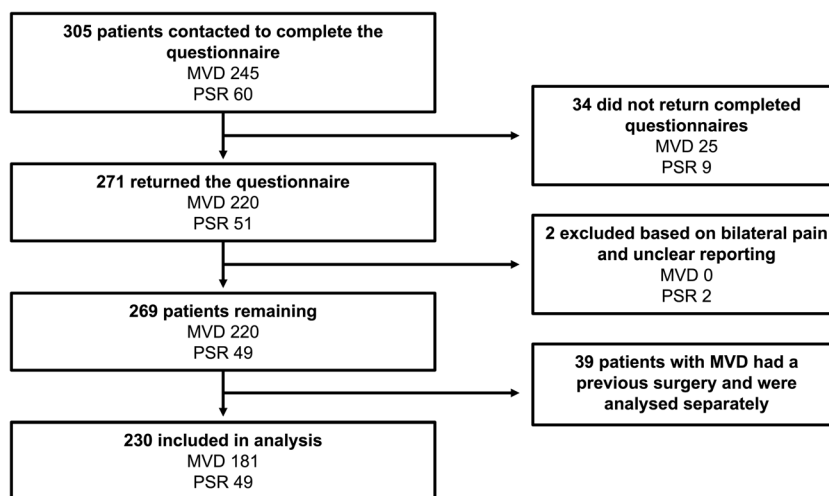 305 patients contacted to complete the
questionnaire
MVD 245
PSR 60
34 did not return completed
questionnaires
MVD 25
PSR 9
271 returned the questionnaire
MVD 220
PSR 51
2 excluded based on bilateral pain
and unclear reporting
MVD 0
PSR 2
269 patients remaining
MVD 220
PSR 49
39 patients with MVD had a
previous surgery and were
analysed separately
230 included in analysis
MVD 181
PSR 49